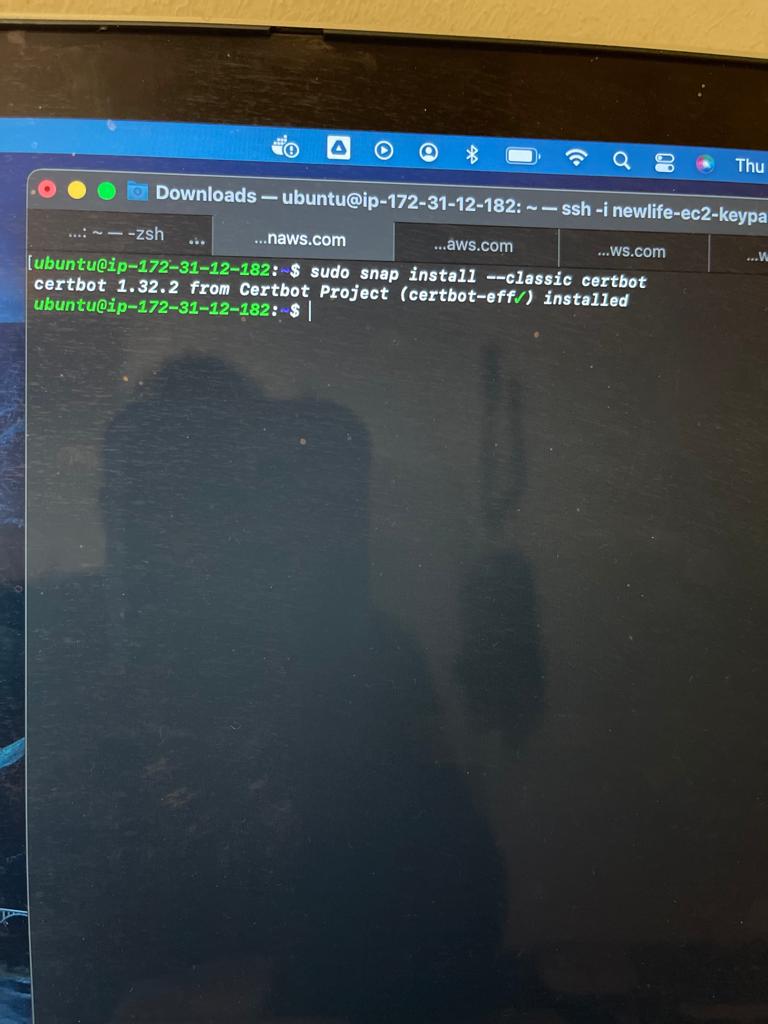 Thu
Downloads — ubuntu@ip-172-31-12-182: ~ — ssh -i newlife-ec2-keypa
...: ~ — -zsh ... ...naws.com ...aws.com ...ws.com ...w
[ubuntu@ip-172-31-12-182:~$ sudo snap install --classic certbot
certbot 1.32.2 from Certbot Project (certbot-eff✓) installed
ubuntu@ip-172-31-12-182:~$